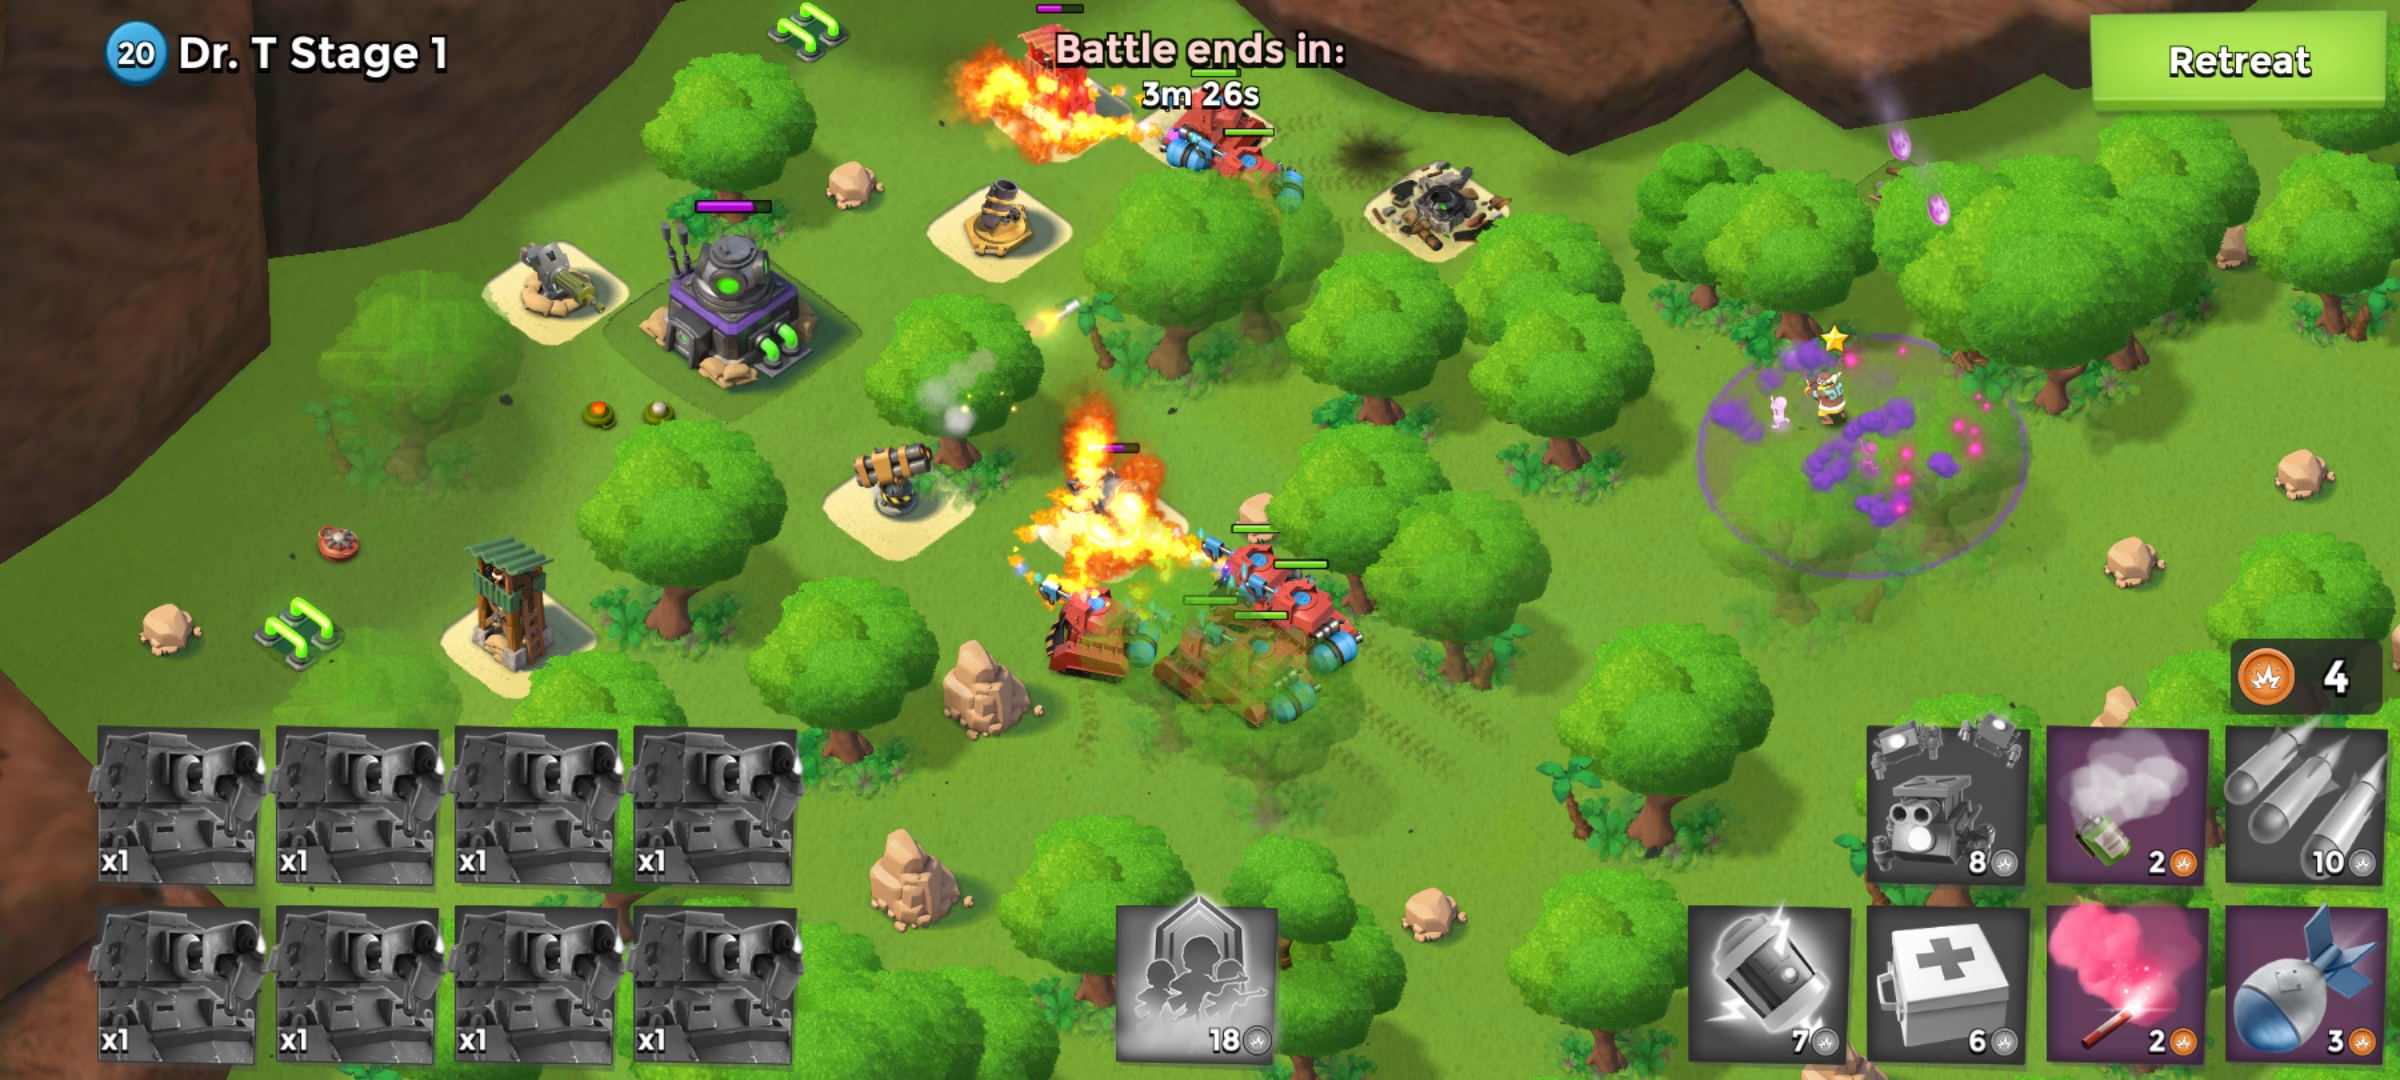 20 Dr. T Stage 1
Battle ends in:
3m 26s
Retreat
4
x1 x1 x1 x1
8 2 10
x1 x1 x1 x1
18
7 6 2 3